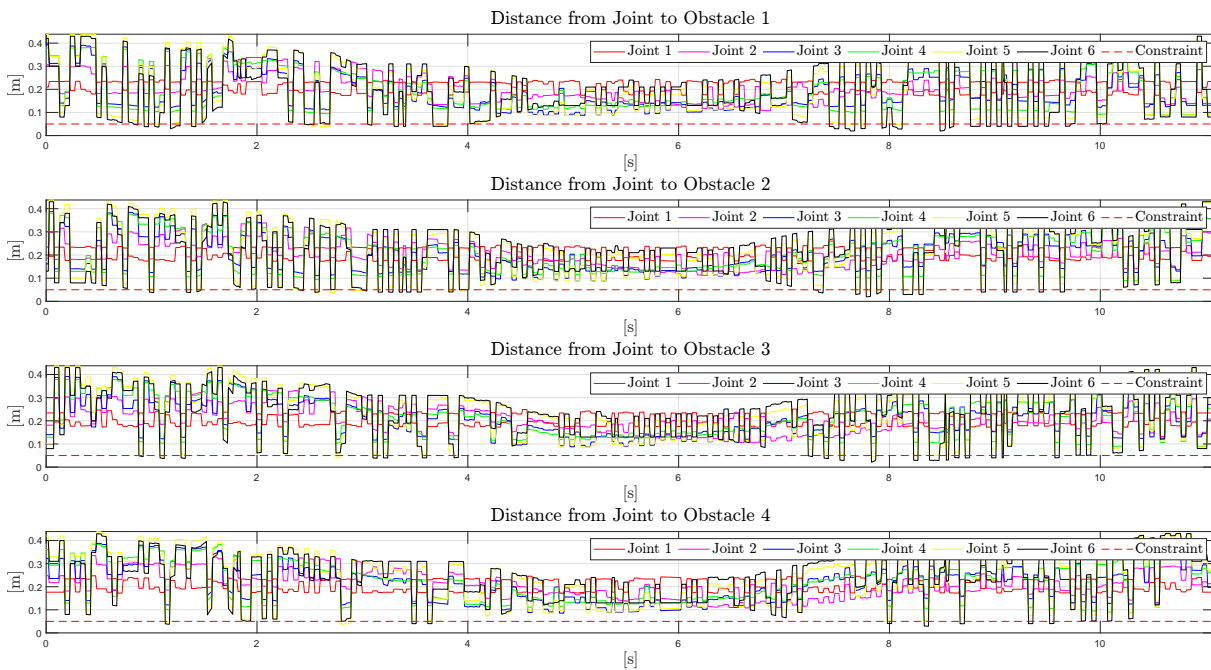 Distance from Joint to Obstacle 1
Joint 1 Joint 2 Joint 3 Joint 4 Joint 5 Joint 6 Constraint
0.4
0.3
0.2
0.1
0
[m]
0 2 4 6 8 10
[s]
Distance from Joint to Obstacle 2
Joint 1 Joint 2 Joint 3 Joint 4 Joint 5 Joint 6 Constraint
0.4
0.3
0.2
0.1
0
[m]
0 2 4 6 8 10
[s]
Distance from Joint to Obstacle 3
Joint 1 Joint 2 Joint 3 Joint 4 Joint 5 Joint 6 Constraint
0.4
0.3
0.2
0.1
0
[m]
0 2 4 6 8 10
[s]
Distance from Joint to Obstacle 4
Joint 1 Joint 2 Joint 3 Joint 4 Joint 5 Joint 6 Constraint
0.4
0.3
0.2
0.1
0
[m]
0 2 4 6 8 10
[s]